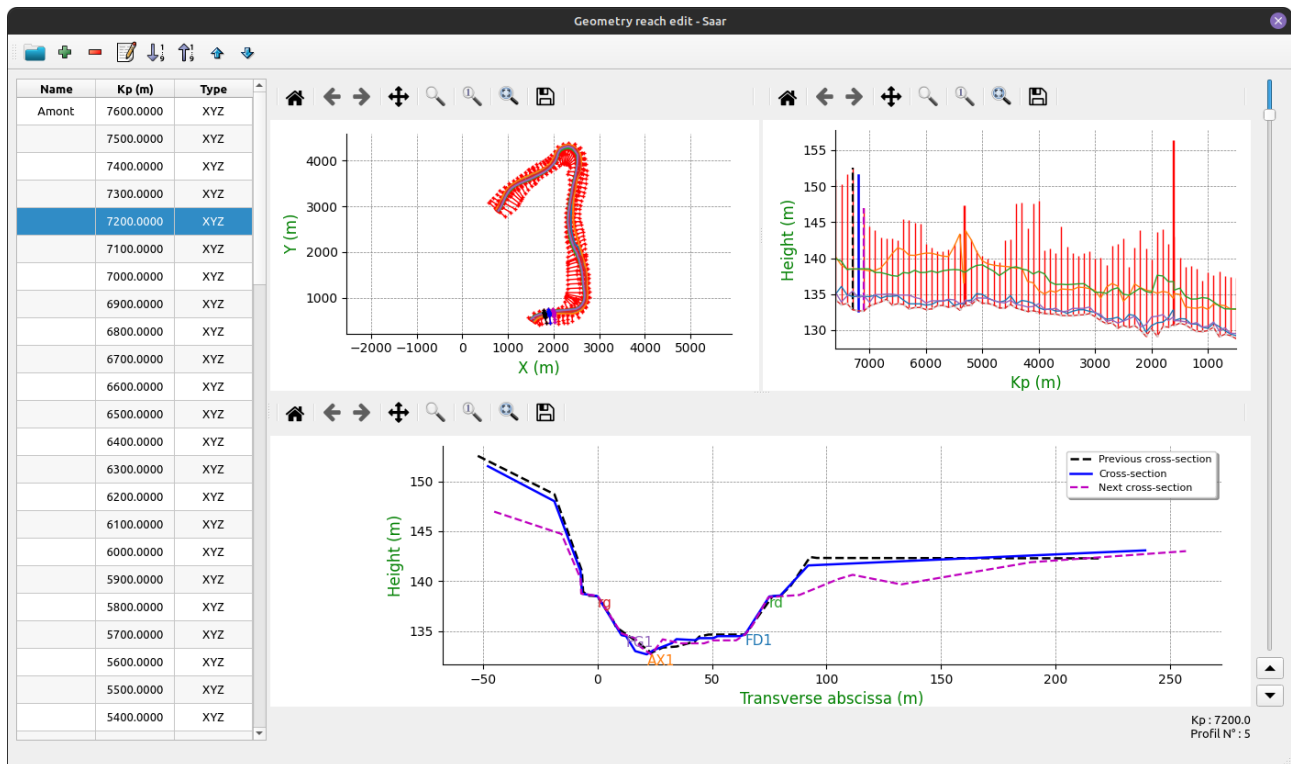 Geometry reach edit - Saar
Name Kp (m) Type
Amont 7600.0000 XYZ
7500.0000 XYZ
7400.0000 XYZ
7300.0000 XYZ
7200.0000 XYZ
7100.0000 XYZ
7000.0000 XYZ
6900.0000 XYZ
6800.0000 XYZ
6700.0000 XYZ
6600.0000 XYZ
6500.0000 XYZ
6400.0000 XYZ
6300.0000 XYZ
6200.0000 XYZ
6100.0000 XYZ
6000.0000 XYZ
5900.0000 XYZ
5800.0000 XYZ
5700.0000 XYZ
5600.0000 XYZ
5500.0000 XYZ
5400.0000 XYZ
4000
3000
2000
1000
Y (m)
−2000 −1000 0 1000 2000 3000 4000 5000
X (m)
155
150
145
140
135
130
Height (m)
7000 6000 5000 4000 3000 2000 1000
Kp (m)
150
145
140
135
Height (m)
Previous cross-section
Cross-section
Next cross-section
rg
rd
FG1
FD1
AX1
−50 0 50 100 150 200 250
Transverse abscissa (m)
Kp : 7200.0
Profil N° : 5